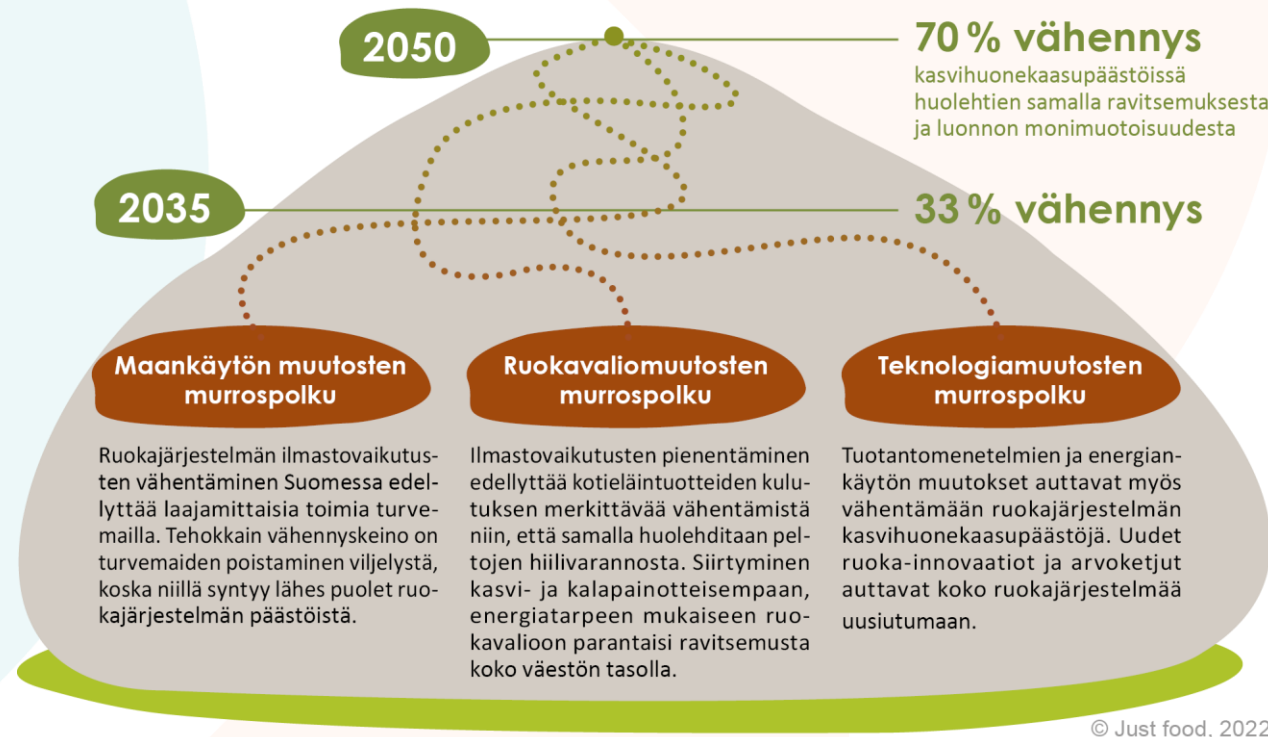 2050
70 % vähennys
kasvihuonekaasupäästöissä
huolehtien samalla ravitsemuksesta
ja luonnon monimuotoisuudesta
2035
33 % vähennys
Maankäytön muutosten
murrospolku
Ruokajärjestelmän ilmastovaikutus-
ten vähentäminen Suomessa edel-
lyttää laajamittaisia toimia turve-
mailla. Tehokkain vähennyskeino on
turvemaiden poistaminen viljelystä,
koska niillä syntyy lähes puolet ruo-
kajärjestelmän päästöistä.
Ruokavaliomuutosten
murrospolku
Ilmastovaikutusten pienentäminen
edellyttää kotieläintuotteiden kulu-
tuksen merkittävää vähentämistä
niin, että samalla huolehditaan pel-
tojen hiilivarannosta. Siirtyminen
kasvi- ja kalapainotteisempaan,
energiatarpeen mukaiseen ruo-
kavalioon parantaisi ravitsemusta
koko väestön tasolla.
Teknologiamuutosten
murrospolku
Tuotantomenetelmien ja energian-
käytön muutokset auttavat myös
vähentämään ruokajärjestelmän
kasvihuonekaasupäästöjä. Uudet
ruoka-innovaatiot ja arvoketjut
auttavat koko ruokajärjestelmää
uusiutumaan.
© Just food, 2022